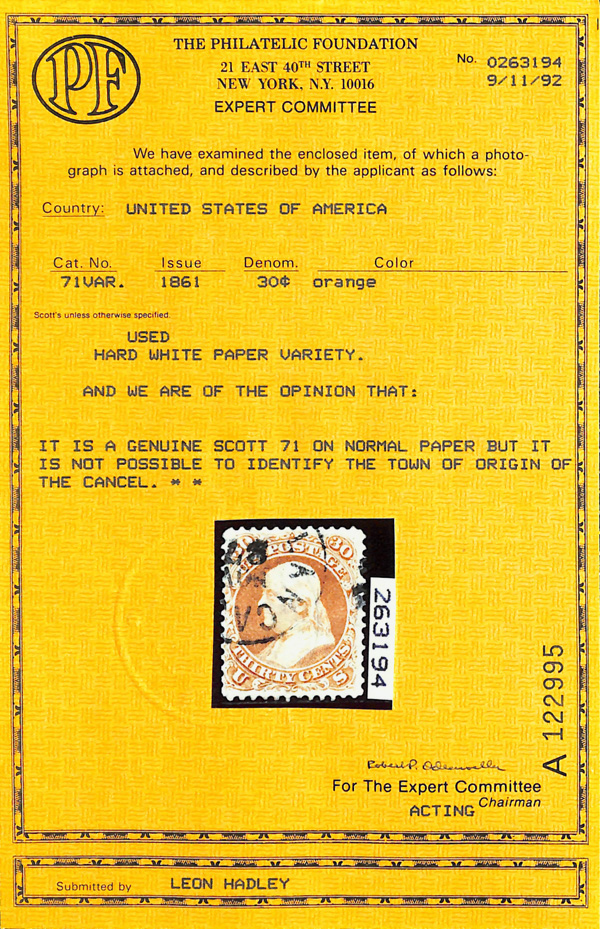 PF
THE PHILATELIC FOUNDATION
21 EAST 40TH STREET
NEW YORK, N.Y. 10016
EXPERT COMMITTEE
No. 0263194
9/11/92
We have examined the enclosed item, of which a photo-
graph is attached, and described by the applicant as follows:
Country: UNITED STATES OF AMERICA
Cat. No. Issue Denom. Color
71VAR. 1861 30¢ orange
Scott's unless otherwise specified.
USED
HARD WHITE PAPER VARIETY.
AND WE ARE OF THE OPINION THAT:
IT IS A GENUINE SCOTT 71 ON NORMAL PAPER BUT IT
IS NOT POSSIBLE TO IDENTIFY THE TOWN OF ORIGIN OF
THE CANCEL. * *
30 30
POSTAGE
THIRTY CENTS
U S
263194
A 122995
Robert P. Odenweller
For The Expert Committee
ACTING Chairman
Submitted by LEON HADLEY